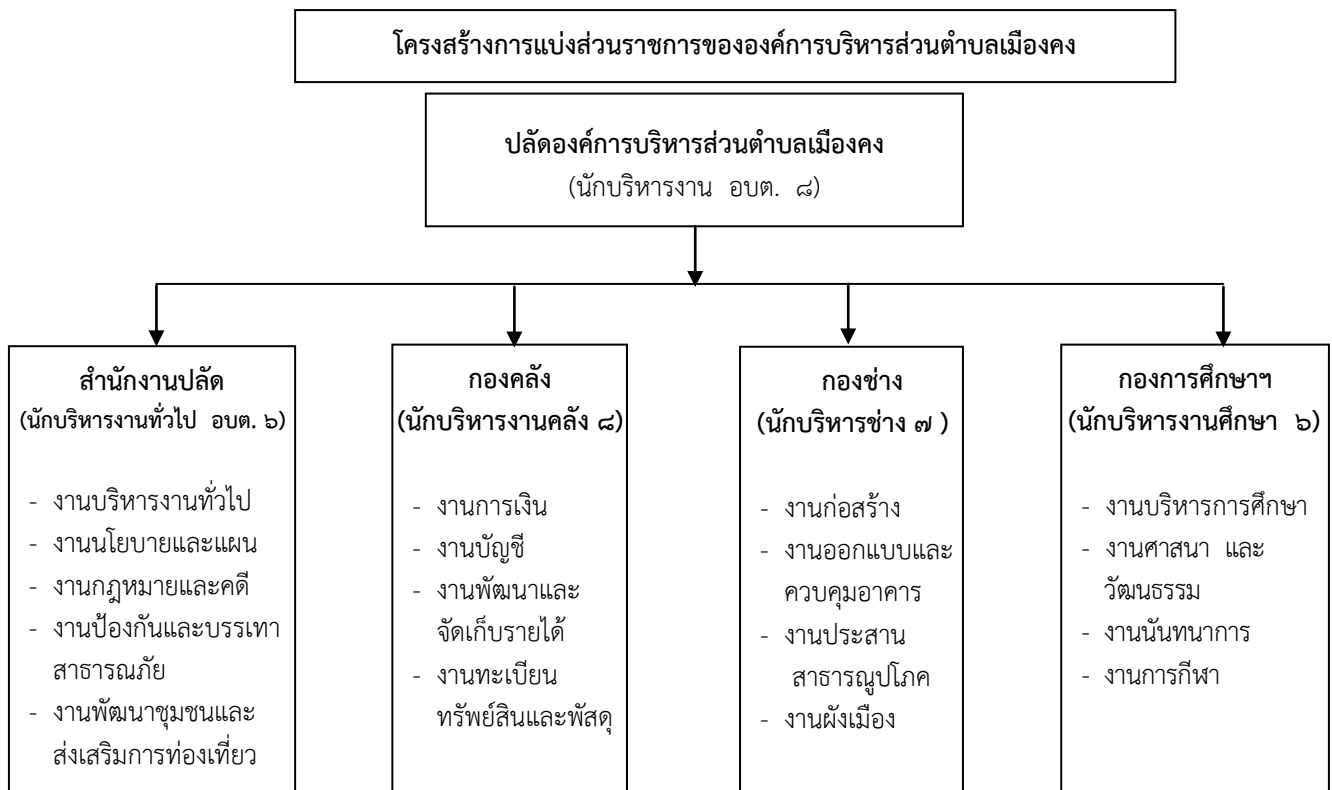 โครงสร้างการแบ่งส่วนราชการขององค์การบริหารส่วนตำบลเมืองคง
ปลัดองค์การบริหารส่วนตำบลเมืองคง
(นักบริหารงาน อบต. ๘)
สำนักงานปลัด
(นักบริหารงานทั่วไป อบต. ๖)
- งานบริหารงานทั่วไป
- งานนโยบายและแผน
- งานกฎหมายและคดี
- งานป้องกันและบรรเทา
สาธารณภัย
- งานพัฒนาชุมชนและ
ส่งเสริมการท่องเที่ยว
กองคลัง
(นักบริหารงานคลัง ๘)
- งานการเงิน
- งานบัญชี
- งานพัฒนาและ
จัดเก็บรายได้
- งานทะเบียน
ทรัพย์สินและพัสดุ
กองช่าง
(นักบริหารช่าง ๗ )
- งานก่อสร้าง
- งานออกแบบและ
ควบคุมอาคาร
- งานประสาน
สาธารณูปโภค
- งานผังเมือง
กองการศึกษาฯ
(นักบริหารงานศึกษา ๖)
- งานบริหารการศึกษา
- งานศาสนา และ
วัฒนธรรม
- งานนันทนาการ
- งานการกีฬา